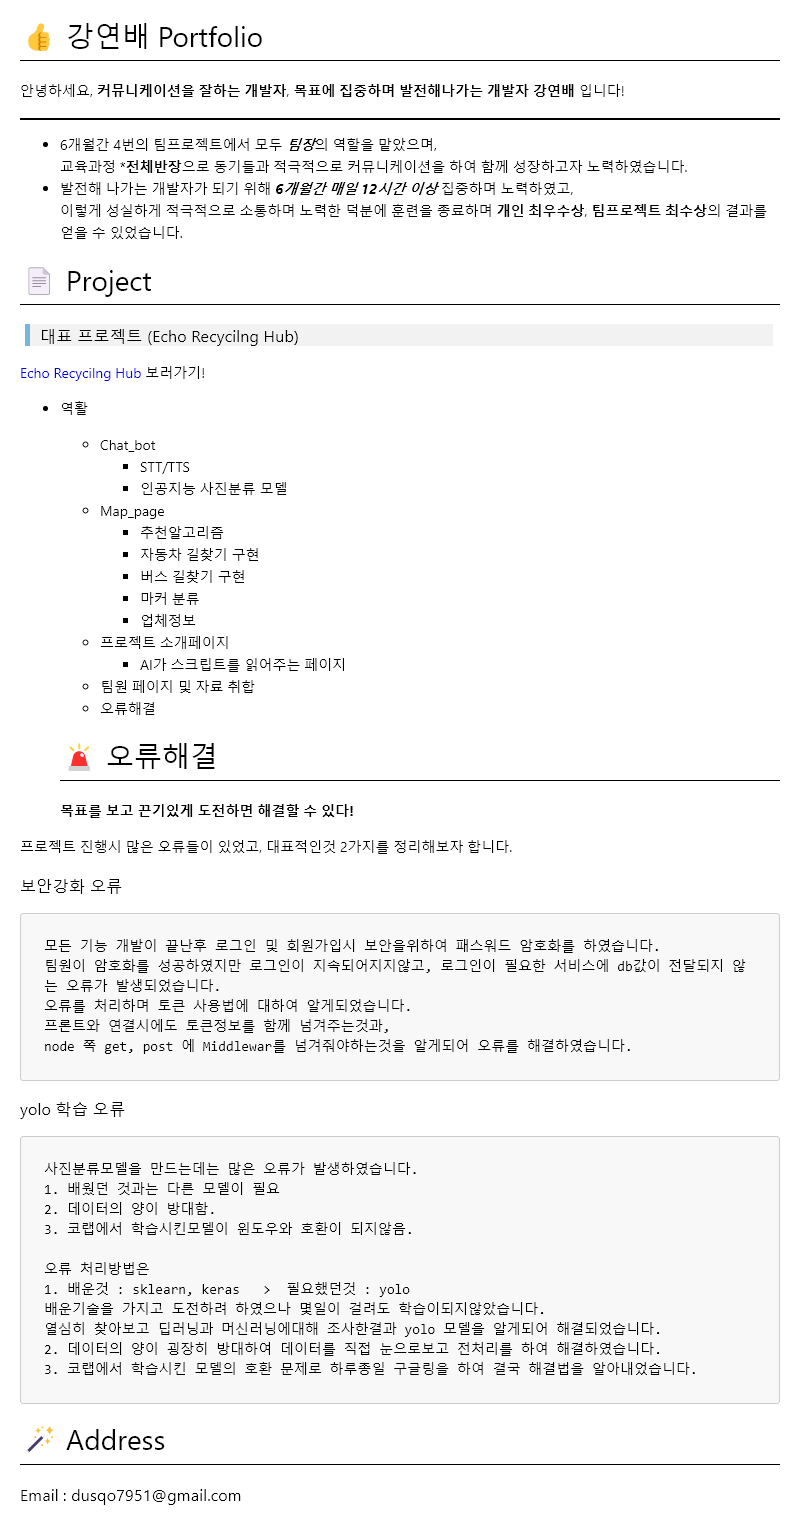 👍 강연배 Portfolio
안녕하세요, 커뮤니케이션을 잘하는 개발자, 목표에 집중하며 발전해나가는 개발자 강연배 입니다!
6개월간 4번의 팀프로젝트에서 모두 팀장의 역할을 맡았으며,
교육과정 *전체반장으로 동기들과 적극적으로 커뮤니케이션을 하여 함께 성장하고자 노력하였습니다.
발전해 나가는 개발자가 되기 위해 6개월간 매일 12시간 이상 집중하며 노력하였고,
이렇게 성실하게 적극적으로 소통하며 노력한 덕분에 훈련을 종료하며 개인 최우수상, 팀프로젝트 최수상의 결과를
얻을 수 있었습니다.
📄 Project
대표 프로젝트 (Echo Recycilng Hub)
Echo Recycilng Hub 보러가기!
역활
Chat_bot
STT/TTS
인공지능 사진분류 모델
Map_page
추천알고리즘
자동차 길찾기 구현
버스 길찾기 구현
마커 분류
업체정보
프로젝트 소개페이지
AI가 스크립트를 읽어주는 페이지
팀원 페이지 및 자료 취합
오류해결
🚨 오류해결
목표를 보고 끈기있게 도전하면 해결할 수 있다!
프로젝트 진행시 많은 오류들이 있었고, 대표적인것 2가지를 정리해보자 합니다.
보안강화 오류
모든 기능 개발이 끝난후 로그인 및 회원가입시 보안을위하여 패스워드 암호화를 하였습니다.
팀원이 암호화를 성공하였지만 로그인이 지속되어지지않고, 로그인이 필요한 서비스에 db값이 전달되지 않
는 오류가 발생되었습니다.
오류를 처리하며 토큰 사용법에 대하여 알게되었습니다.
프론트와 연결시에도 토큰정보를 함께 넘겨주는것과,
node 쪽 get, post 에 Middlewar를 넘겨줘야하는것을 알게되어 오류를 해결하였습니다.
yolo 학습 오류
사진분류모델을 만드는데는 많은 오류가 발생하였습니다.
1. 배웠던 것과는 다른 모델이 필요
2. 데이터의 양이 방대함.
3. 코랩에서 학습시킨모델이 윈도우와 호환이 되지않음.
오류 처리방법은
1. 배운것 : sklearn, keras > 필요했던것 : yolo
배운기술을 가지고 도전하려 하였으나 몇일이 걸려도 학습이되지않았습니다.
열심히 찾아보고 딥러닝과 머신러닝에대해 조사한결과 yolo 모델을 알게되어 해결되었습니다.
2. 데이터의 양이 굉장히 방대하여 데이터를 직접 눈으로보고 전처리를 하여 해결하였습니다.
3. 코랩에서 학습시킨 모델의 호환 문제로 하루종일 구글링을 하여 결국 해결법을 알아내었습니다.
🪄 Address
Email : dusqo7951@gmail.com